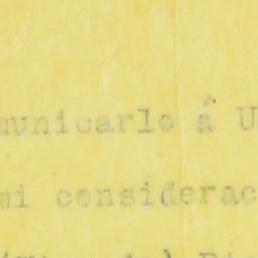 municarlo á U
mi considerac